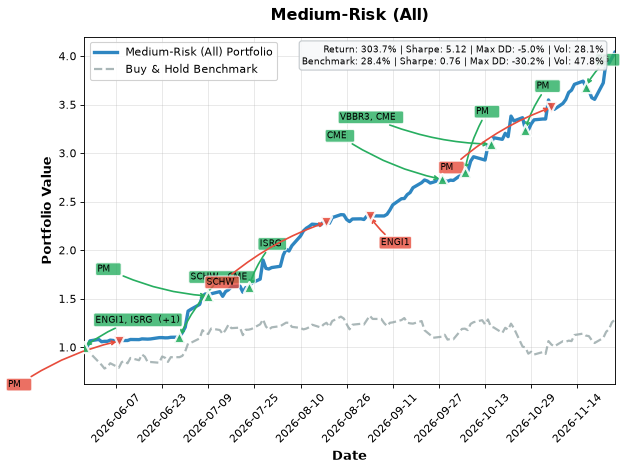 Medium-Risk (All)
Medium-Risk (All) Portfolio
Buy & Hold Benchmark
Return: 303.7% | Sharpe: 5.12 | Max DD: -5.0% | Vol: 28.1%
Benchmark: 28.4% | Sharpe: 0.76 | Max DD: -30.2% | Vol: 47.8%
Portfolio Value
4.0
3.5
3.0
2.5
2.0
1.5
1.0
PM
PM
VBBR3, CME
CME
PM
ISRG
ENGI1
PM
SCHW, CME
SCHW
ENGI1, ISRG (+1)
PM
2026-06-07
2026-06-23
2026-07-09
2026-07-25
2026-08-10
2026-08-26
2026-09-11
2026-09-27
2026-10-13
2026-10-29
2026-11-14
Date